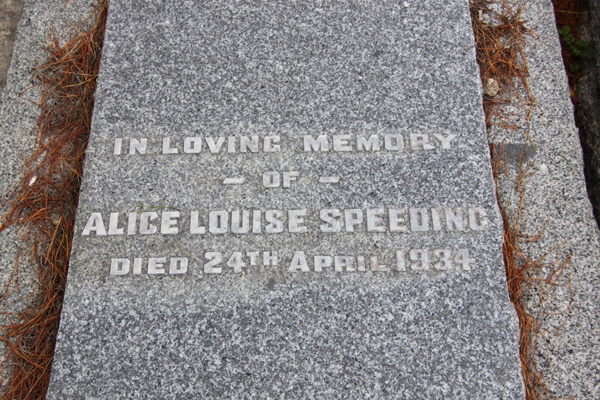 IN LOVING MEMORY
– OF –
ALICE LOUISE SPEEDING
DIED 24TH APRIL 1934